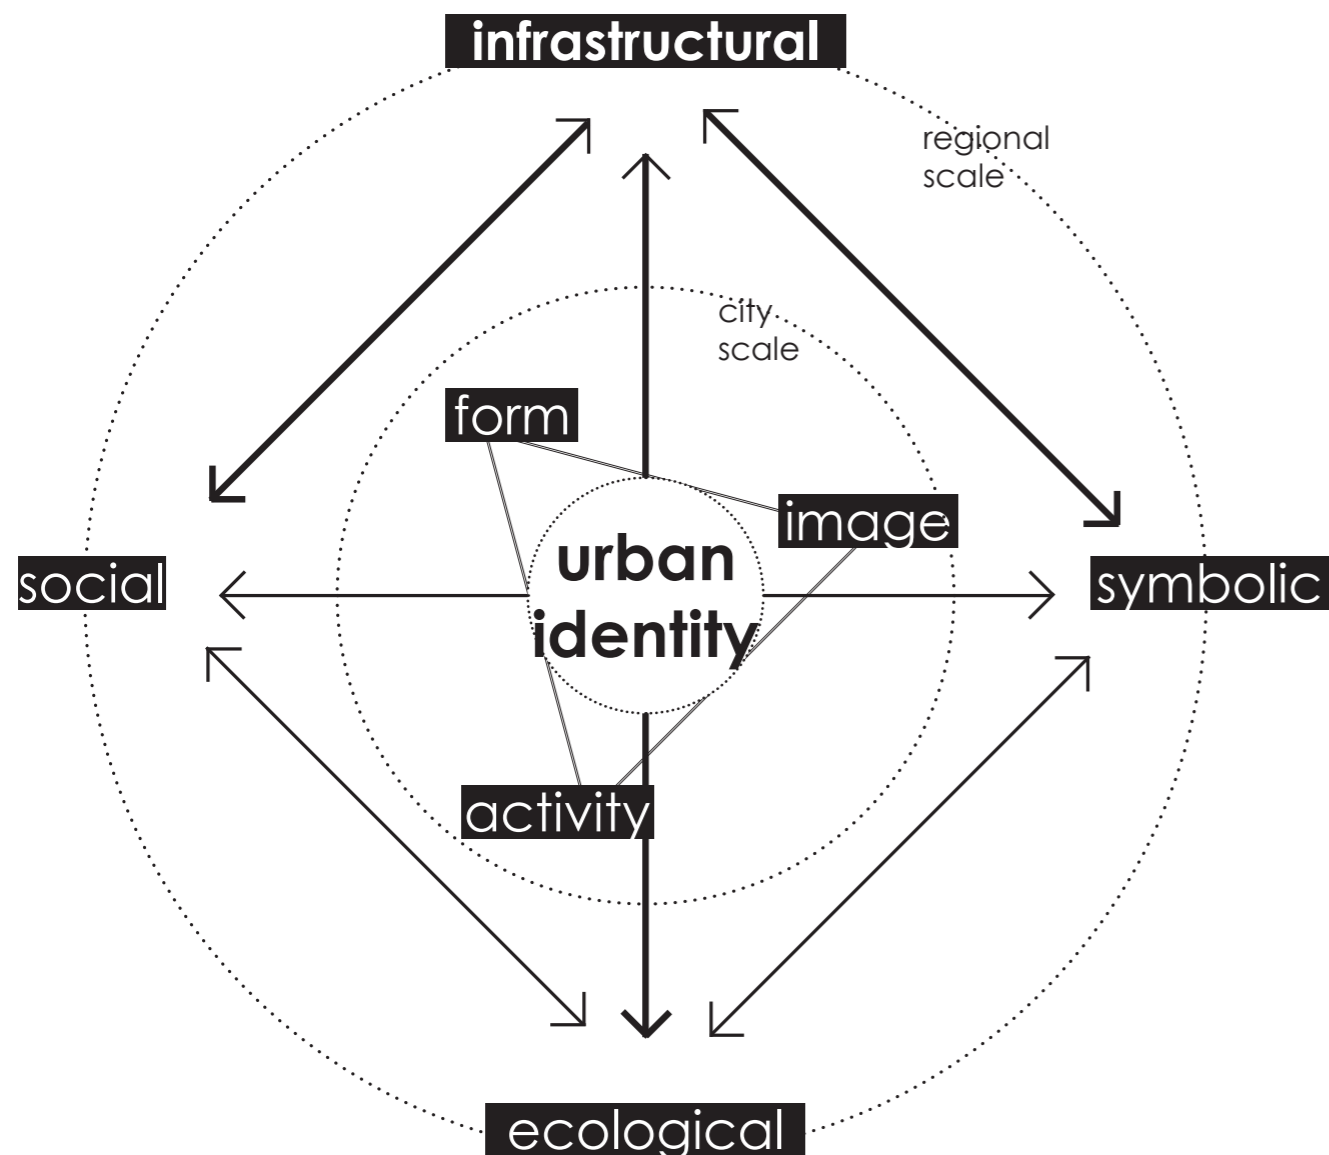 infrastructural
regional
scale
city
scale
form
image
urban
identity
social
symbolic
activity
ecological